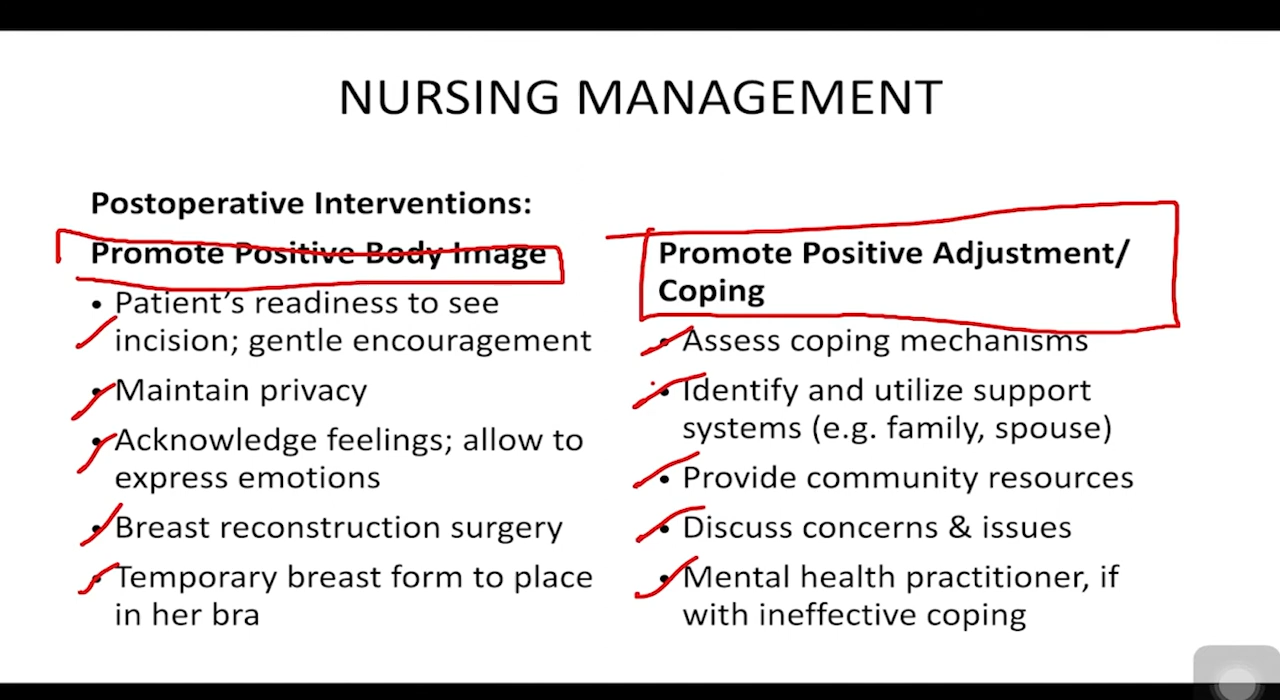 NURSING MANAGEMENT
Postoperative Interventions:
Promote Positive Body Image
• Patient's readiness to see
incision; gentle encouragement
• Maintain privacy
• Acknowledge feelings; allow to
express emotions
• Breast reconstruction surgery
• Temporary breast form to place
in her bra
Promote Positive Adjustment/
Coping
• Assess coping mechanisms
• Identify and utilize support
systems (e.g. family, spouse)
• Provide community resources
• Discuss concerns & issues
• Mental health practitioner, if
with ineffective coping